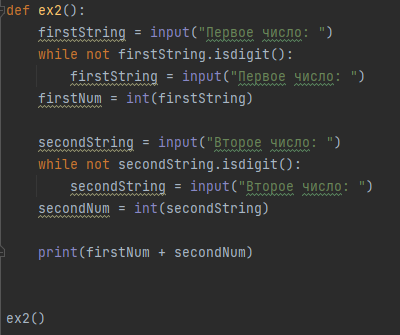 def ex2():
firstString = input("Первое число: ")
while not firstString.isdigit():
firstString = input("Первое число: ")
firstNum = int(firstString)
secondString = input("Второе число: ")
while not secondString.isdigit():
secondString = input("Второе число: ")
secondNum = int(secondString)
print(firstNum + secondNum)
ex2()